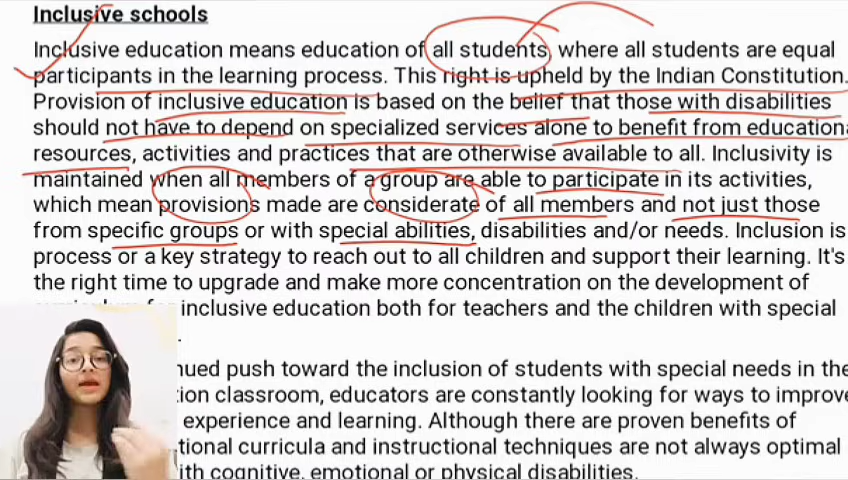 Inclusive schools
Inclusive education means education of all students, where all students are equal
participants in the learning process. This right is upheld by the Indian Constitution.
Provision of inclusive education is based on the belief that those with disabilities
should not have to depend on specialized services alone to benefit from educationa
resources, activities and practices that are otherwise available to all. Inclusivity is
maintained when all members of a group are able to participate in its activities,
which mean provisions made are considerate of all members and not just those
from specific groups or with special abilities, disabilities and/or needs. Inclusion is
process or a key strategy to reach out to all children and support their learning. It's
the right time to upgrade and make more concentration on the development of
inclusive education both for teachers and the children with special
.
nued push toward the inclusion of students with special needs in the
ion classroom, educators are constantly looking for ways to improve
experience and learning. Although there are proven benefits of
tional curricula and instructional techniques are not always optimal
ith cognitive, emotional or physical disabilities.